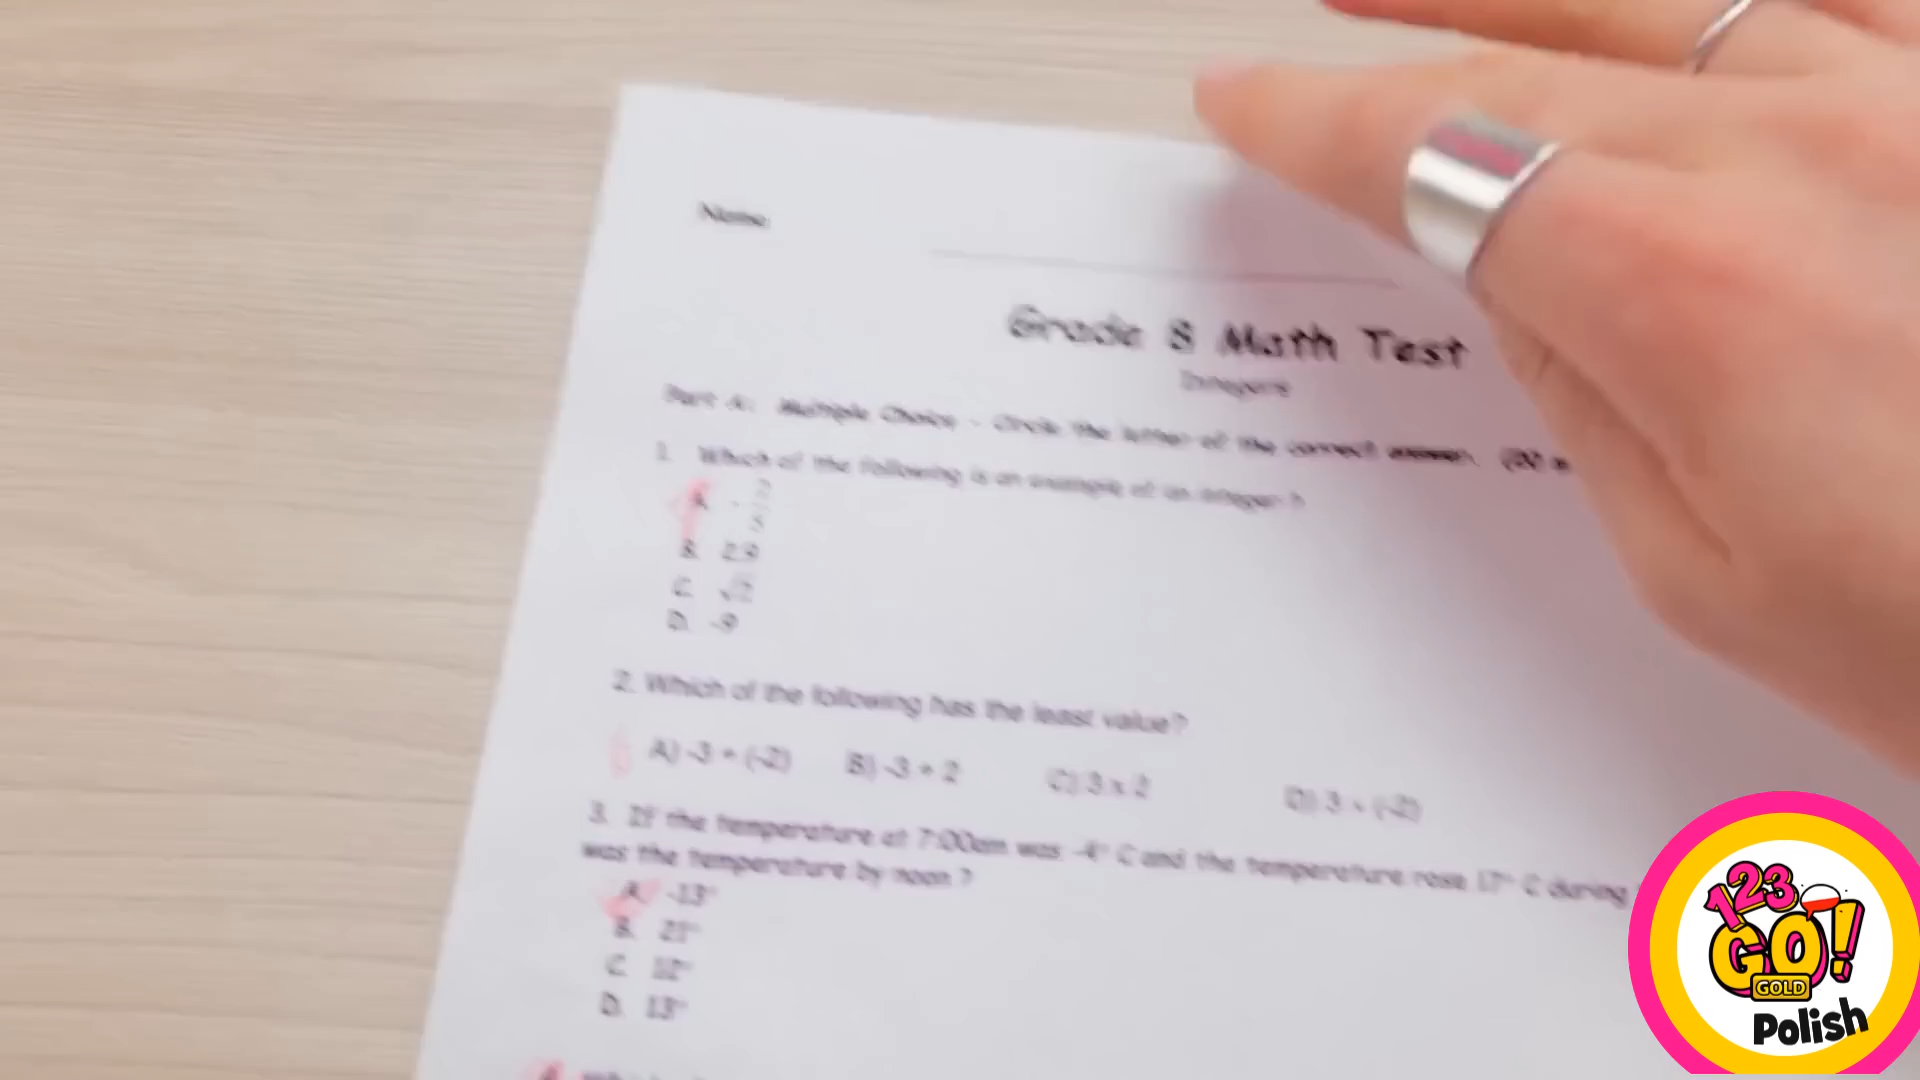 Name:
Grade 8 Math Test
Integers
Part A: Multiple Choice - Circle the letter of the correct answer.
1. Which of the following is an example of an integer?
A. -
B. 2.9
C.
D. -9
2. Which of the following has the least value?
A) -3 + (-2) B) -3 + 2 C) 3 x 2 D) 3 (-2)
3. If the temperature at 7:00am was -4° C and the temperature rose 17° C during
was the temperature by noon?
A. -13°
B. 21°
C. 12°
D. 13°
123
GO!
GOLD
Polish